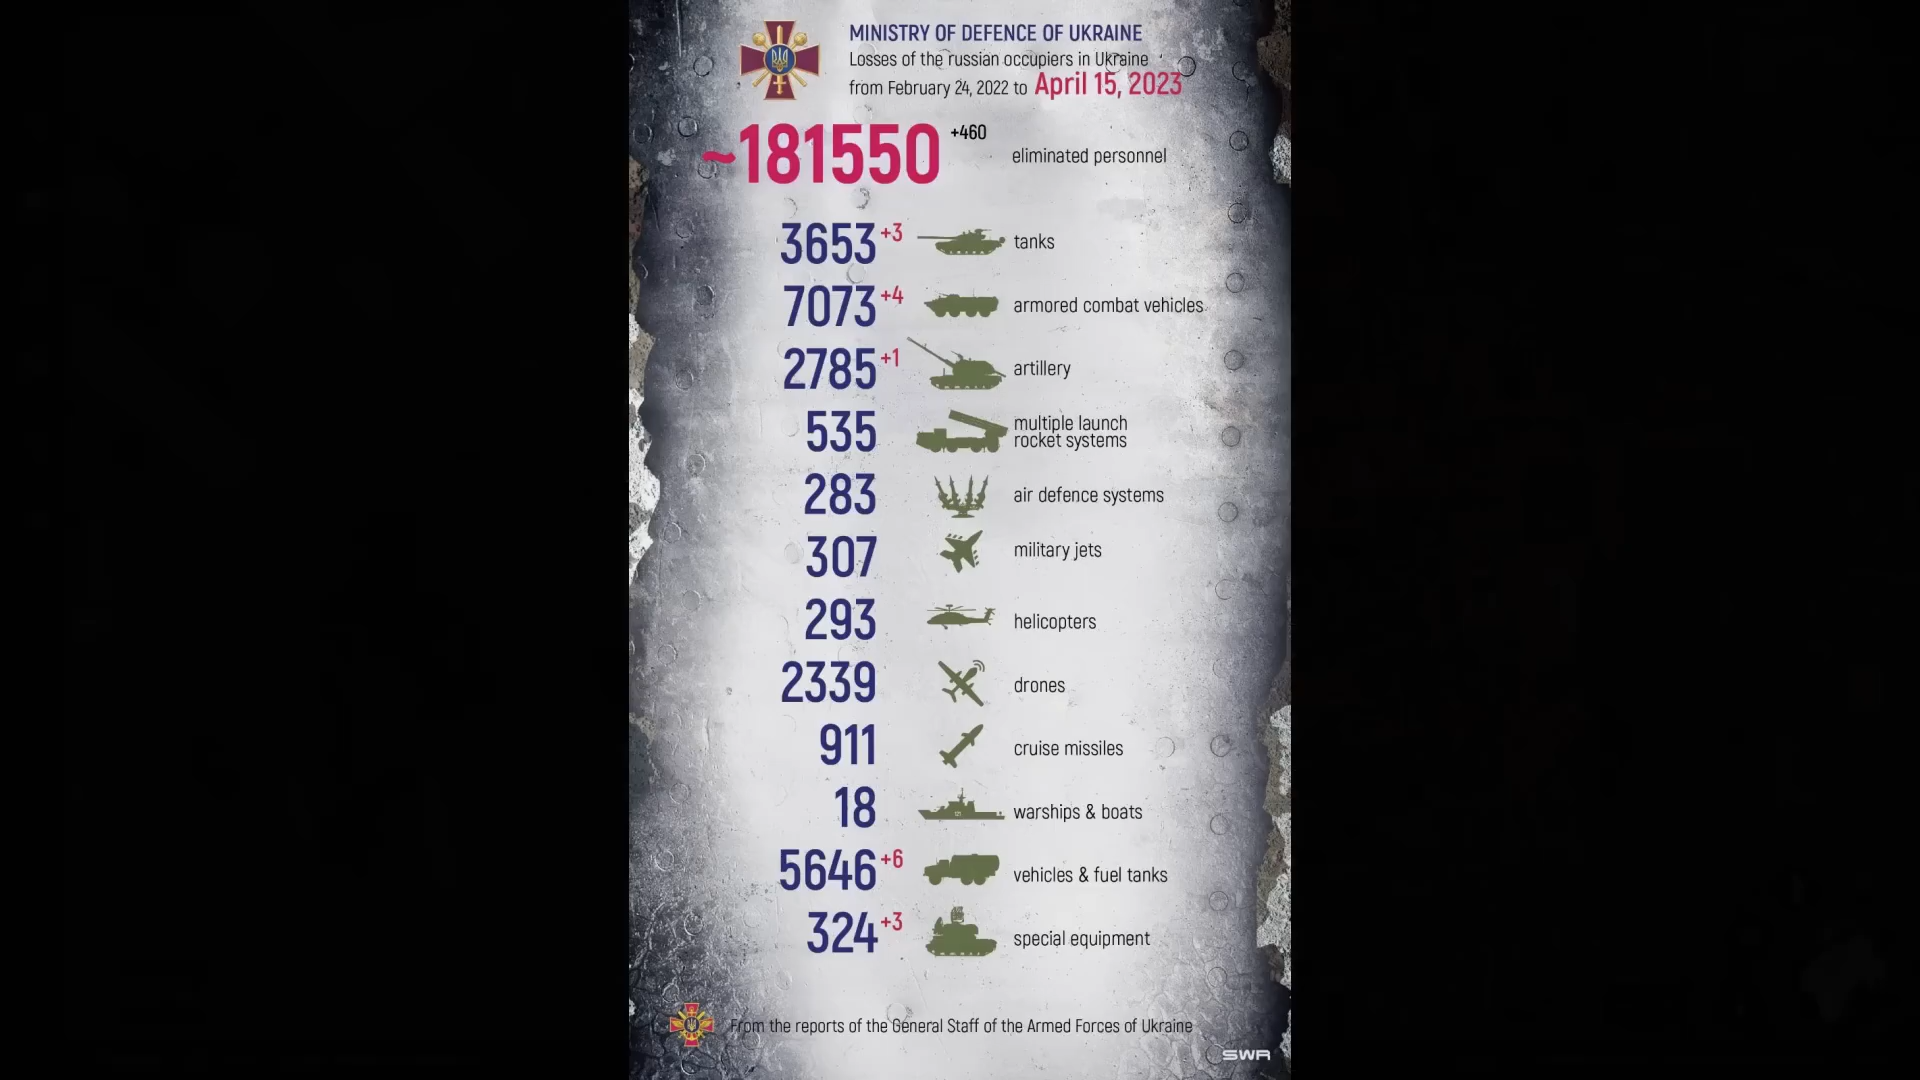 MINISTRY OF DEFENCE OF UKRAINE
Losses of the russian occupiers in Ukraine
from February 24, 2022 to April 15, 2023
~181550 +460 eliminated personnel
3653 +3 tanks
7073 +4 armored combat vehicles
2785 +1 artillery
535 multiple launch
rocket systems
283 air defence systems
307 military jets
293 helicopters
2339 drones
911 cruise missiles
18 warships & boats
5646 +6 vehicles & fuel tanks
324 +3 special equipment
From the reports of the General Staff of the Armed Forces of Ukraine
SWR